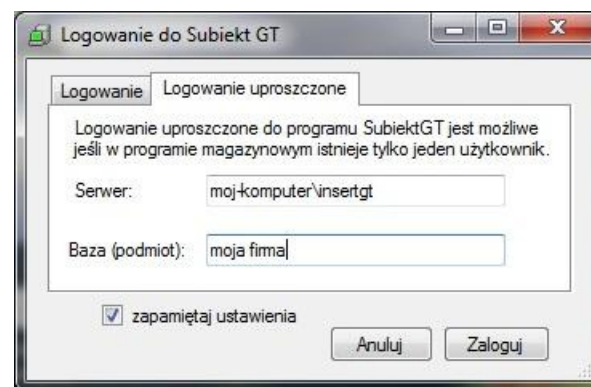 Logowanie do Subiekt GT
Logowanie
Logowanie uproszczone
Logowanie uproszczone do programu SubiektGT jest możliwe
jeśli w programie magazynowym istnieje tylko jeden użytkownik.
Serwer:
moj-komputer\insertgt
Baza (podmiot):
moja firma
zapamiętaj ustawienia
Anuluj
Zaloguj